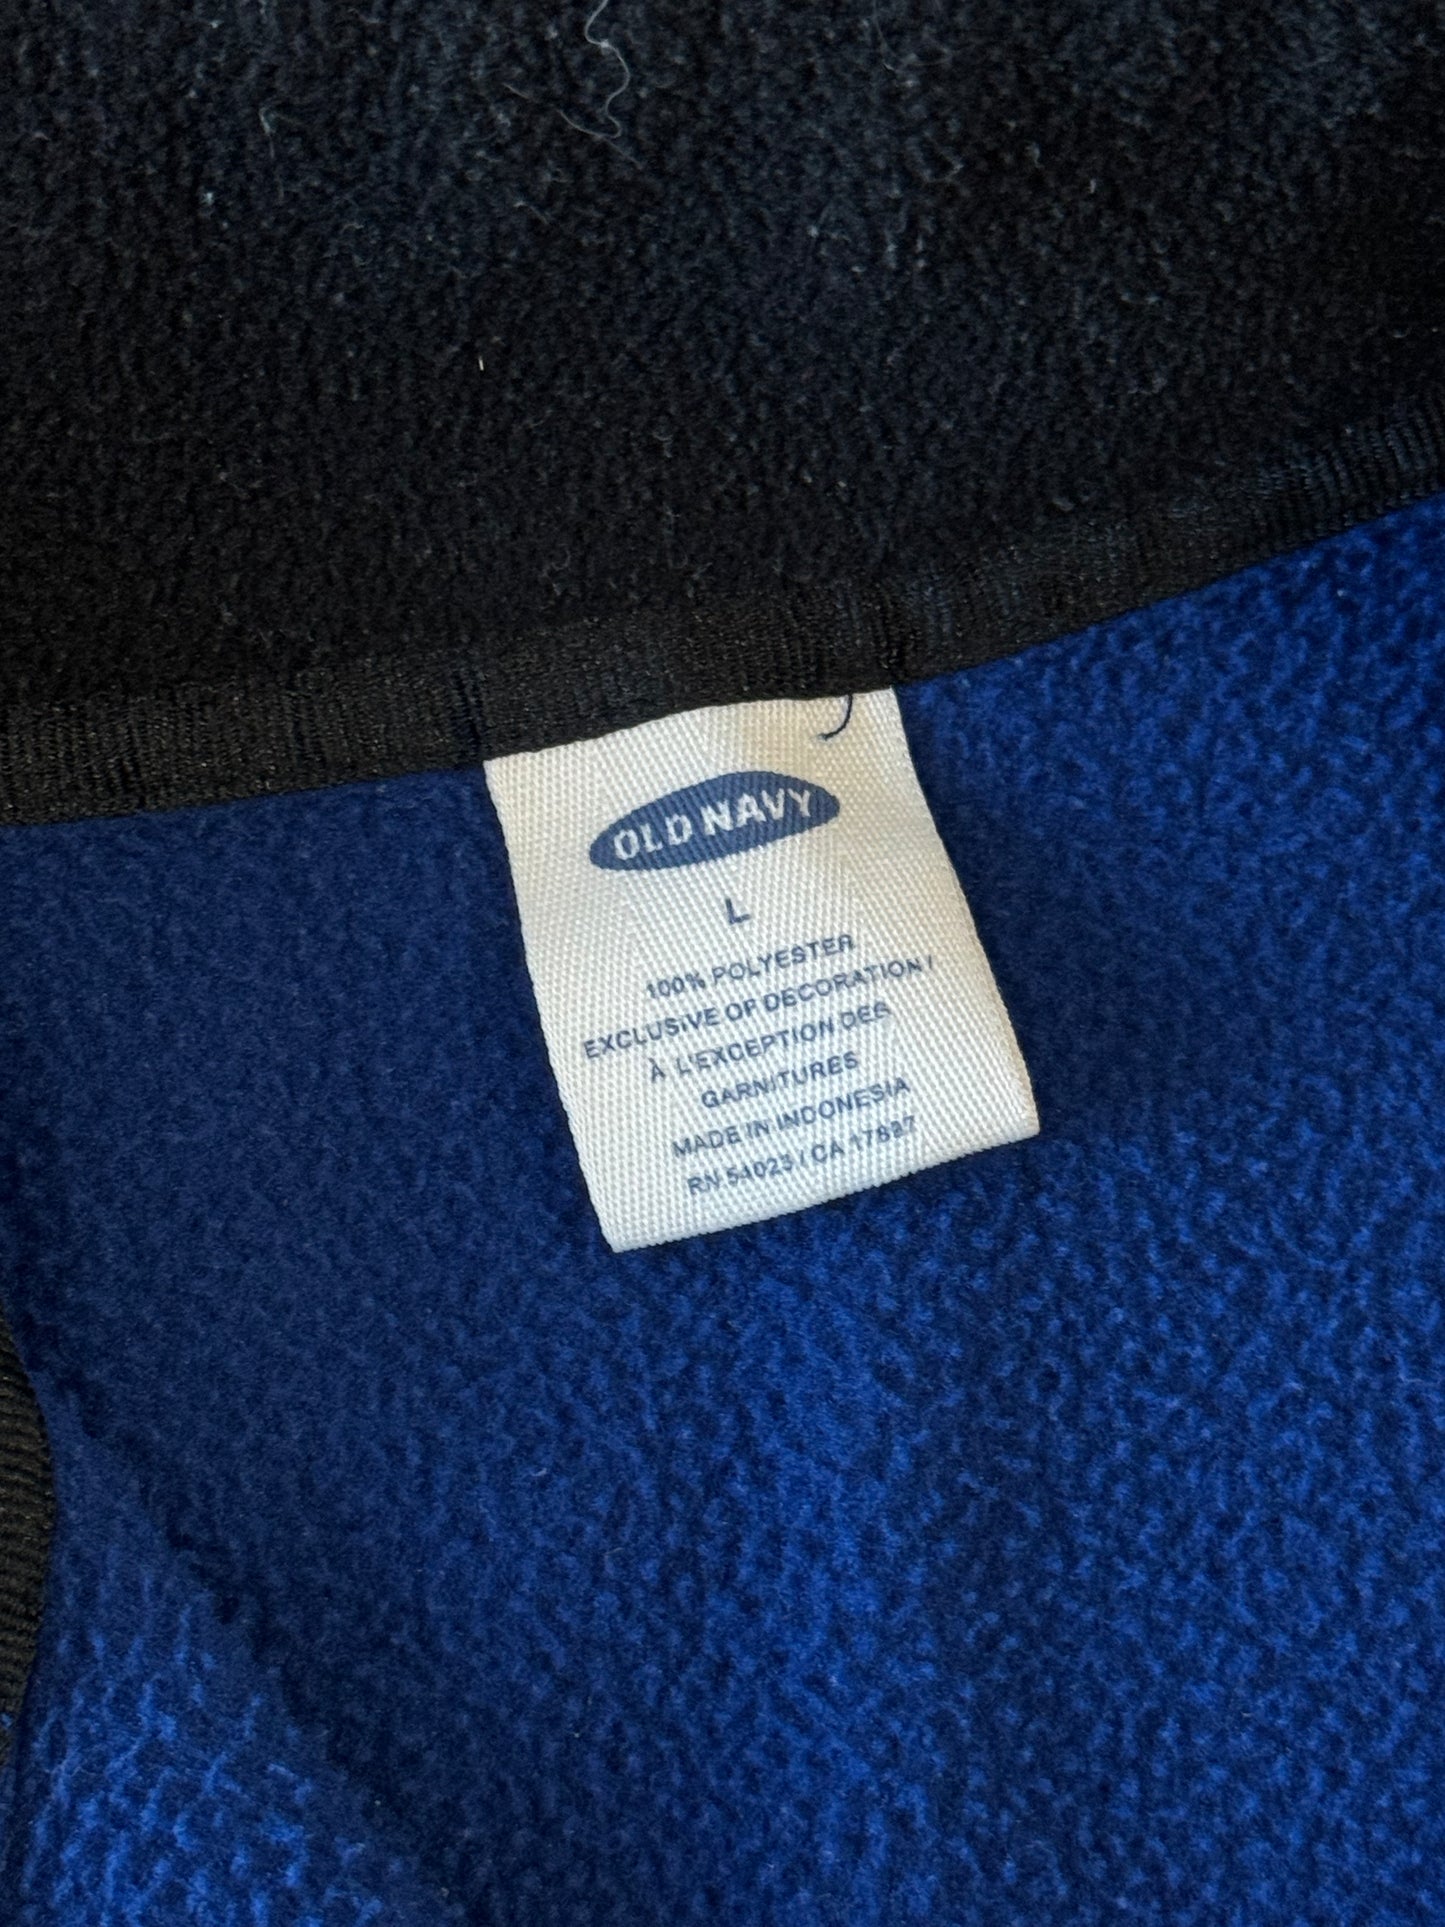 OLD NAVY
L
100% POLYESTER
EXCLUSIVE OF DECORATION /
À L'EXCEPTION DES
GARNITURES
MADE IN INDONESIA
RN 54023 / CA 17897